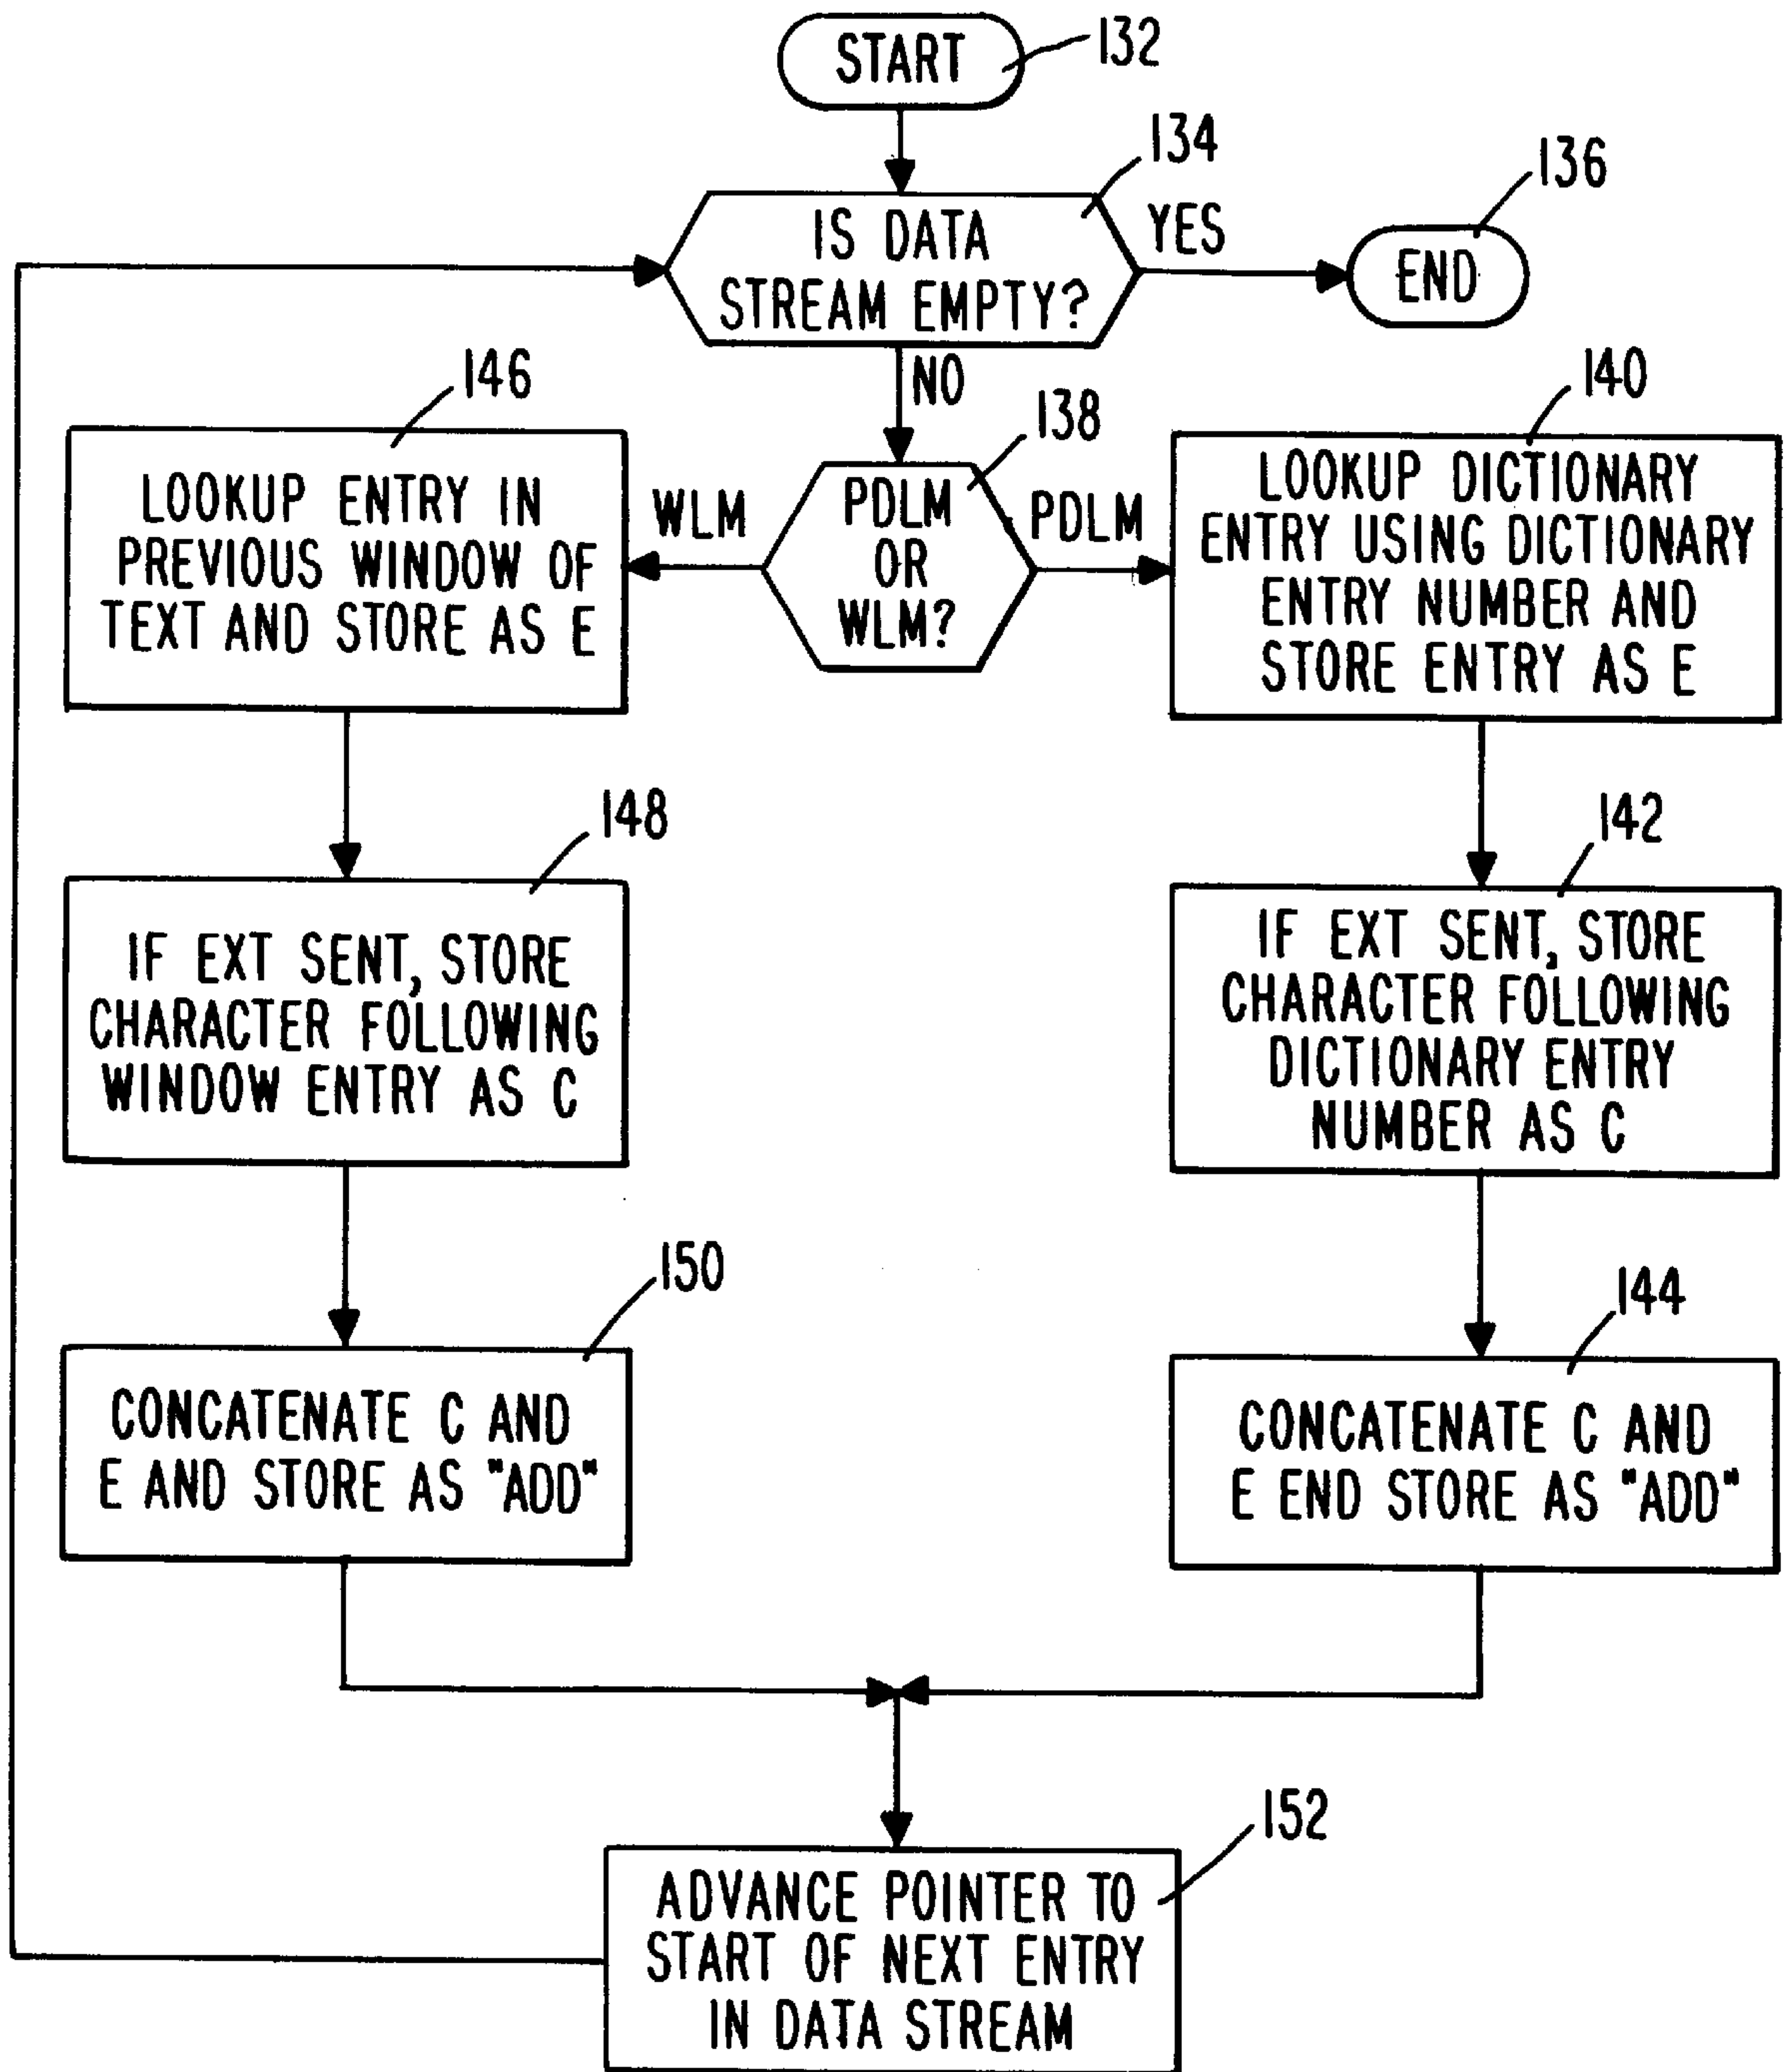 START
132
134
IS DATA
STREAM EMPTY?
YES
136
END
NO
146
LOOKUP ENTRY IN
PREVIOUS WINDOW OF
TEXT AND STORE AS E
WLM
138
PDLM
OR
WLM?
PDLM
140
LOOKUP DICTIONARY
ENTRY USING DICTIONARY
ENTRY NUMBER AND
STORE ENTRY AS E
148
IF EXT SENT, STORE
CHARACTER FOLLOWING
WINDOW ENTRY AS C
142
IF EXT SENT, STORE
CHARACTER FOLLOWING
DICTIONARY ENTRY
NUMBER AS C
150
CONCATENATE C AND
E AND STORE AS "ADD"
144
CONCATENATE C AND
E END STORE AS "ADD"
152
ADVANCE POINTER TO
START OF NEXT ENTRY
IN DATA STREAM